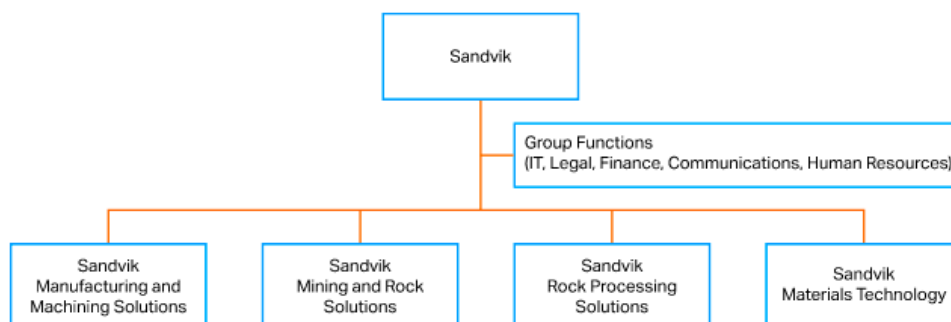 Sandvik
Group Functions
(IT, Legal, Finance, Communications, Human Resources)
Sandvik
Manufacturing and
Machining Solutions
Sandvik
Mining and Rock
Solutions
Sandvik
Rock Processing
Solutions
Sandvik
Materials Technology